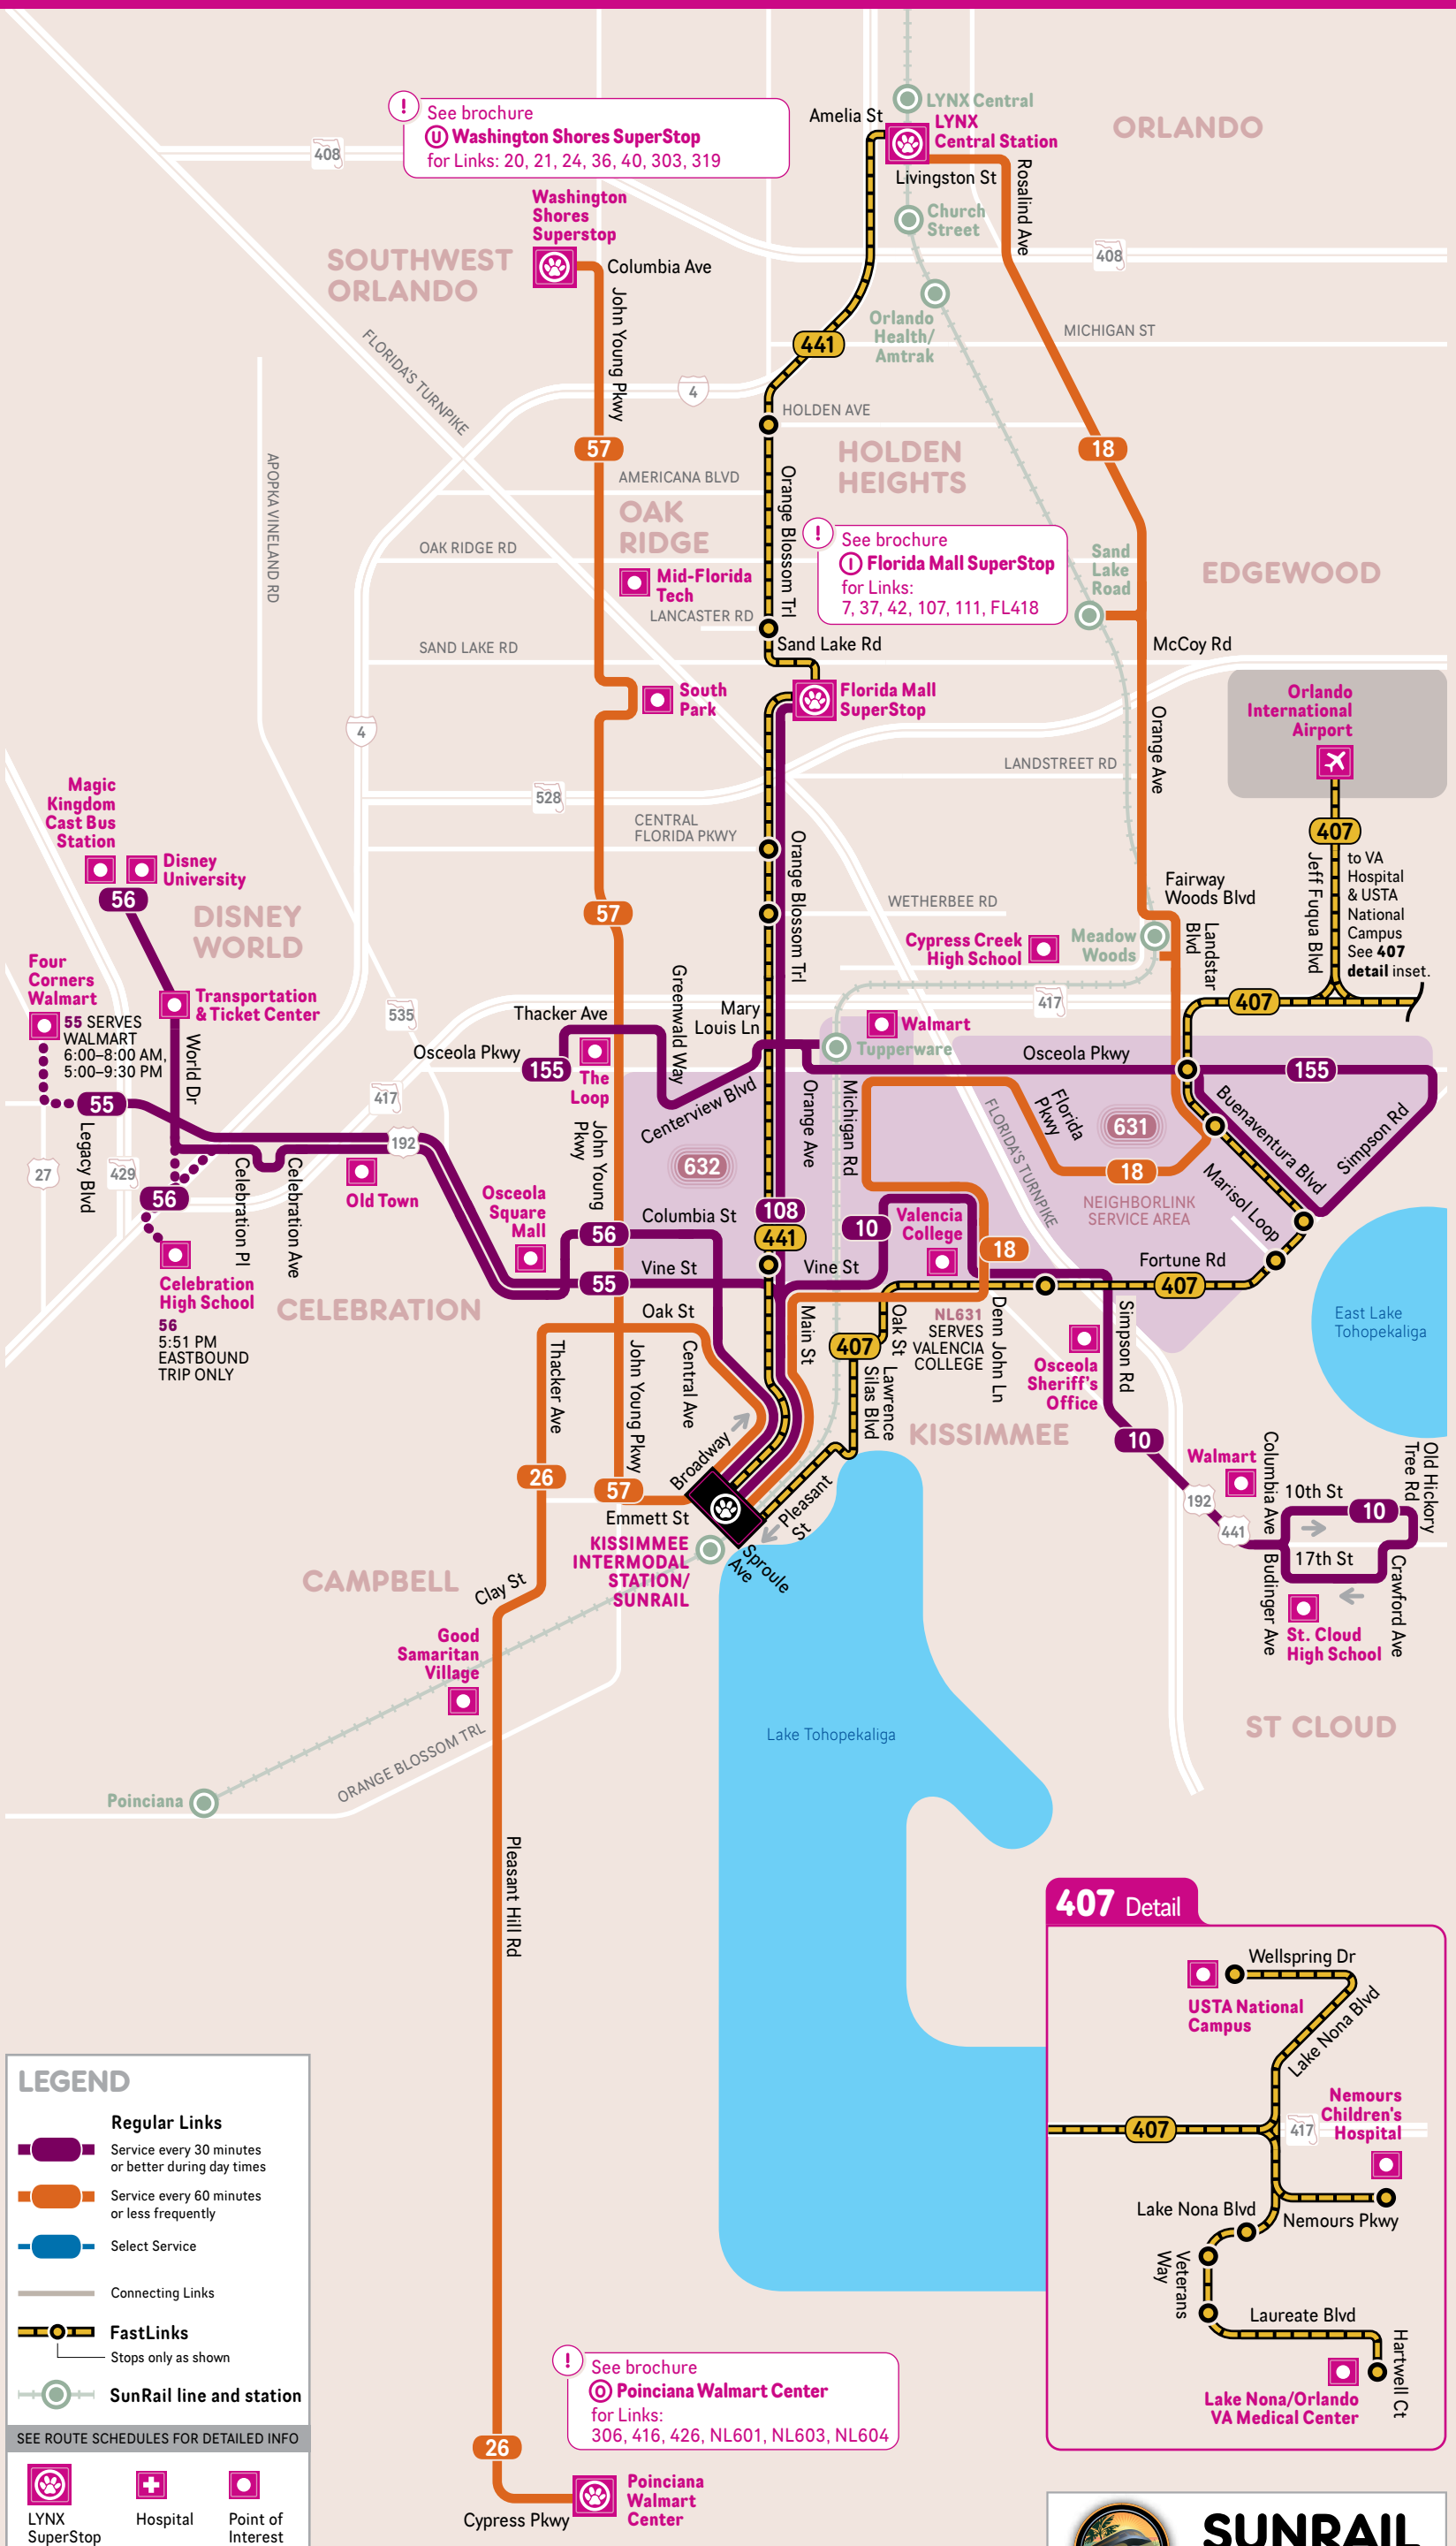 ! See brochure
U Washington Shores SuperStop
for Links: 20, 21, 24, 36, 40, 303, 319
408
Amelia St
LYNX Central
LYNX
Central Station
ORLANDO
Livingston St
Rosalind Ave
Church
Street
408
Washington
Shores
Superstop
SOUTHWEST
ORLANDO
Columbia Ave
John Young Pkwy
Orlando
Health/
Amtrak
MICHIGAN ST
441
FLORIDA'S TURNPIKE
4
HOLDEN AVE
57
HOLDEN
HEIGHTS
18
APOPKA VINELAND RD
AMERICANA BLVD
Orange Blossom Trl
OAK
RIDGE
OAK RIDGE RD
! See brochure
I Florida Mall SuperStop
for Links:
7, 37, 42, 107, 111, FL418
Sand
Lake
Road
EDGEWOOD
Mid-Florida
Tech
LANCASTER RD
SAND LAKE RD
Sand Lake Rd
McCoy Rd
South
Park
Florida Mall
SuperStop
Orlando
International
Airport
4
Orange Ave
LANDSTREET RD
528
Magic
Kingdom
Cast Bus
Station
Disney
University
56
CENTRAL
FLORIDA PKWY
Orange Blossom Trl
407
Jeff Fuqua Blvd
to VA
Hospital
& USTA
National
Campus
See 407
detail inset.
Fairway
Woods Blvd
WETHERBEE RD
57
DISNEY
WORLD
Cypress Creek
High School
Meadow
Woods
Landstar
Blvd
Four
Corners
Walmart
55 SERVES
WALMART
6:00–8:00 AM,
5:00–9:30 PM
Transportation
& Ticket Center
535
Greenwald Way
417
407
Thacker Ave
Mary
Louis Ln
Walmart
Tupperware
Osceola Pkwy
155
The
Loop
Osceola Pkwy
155
World Dr
55
417
Centerview Blvd
Orange Ave
Michigan Rd
FLORIDA'S TURNPIKE
Florida
Pkwy
631
Buenaventura Blvd
Simpson Rd
John Young
Pkwy
632
18
192
27
Legacy Blvd
429
56
Celebration Pl
Celebration Ave
Old Town
Osceola
Square
Mall
NEIGHBORLINK
SERVICE AREA
Marisol Loop
56
Columbia St
108
441
10
Valencia
College
18
Celebration
High School
56
5:51 PM
EASTBOUND
TRIP ONLY
CELEBRATION
55
Vine St
Vine St
Fortune Rd
407
Oak St
Main St
407
Oak St
NL631
SERVES
VALENCIA
COLLEGE
Denn John Ln
Simpson Rd
East Lake
Tohopekaliga
Thacker Ave
John Young Pkwy
Central Ave
Lawrence
Silas Blvd
Osceola
Sheriff's
Office
KISSIMMEE
10
Broadway
26
57
Emmett St
Pleasant
St
Walmart
Columbia Ave
Old Hickory
Tree Rd
192
10th St
10
441
17th St
KISSIMMEE
INTERMODAL
STATION/
SUNRAIL
Sproule
Ave
Budinger Ave
Crawford Ave
CAMPBELL
Clay St
St. Cloud
High School
Good
Samaritan
Village
ORANGE BLOSSOM TRL
Lake Tohopekaliga
ST CLOUD
Poinciana
Pleasant Hill Rd
407 Detail
Wellspring Dr
USTA National
Campus
Lake Nona Blvd
Nemours
Children's
Hospital
407
417
Lake Nona Blvd
Nemours Pkwy
Veterans
Way
Laureate Blvd
Hartwell Ct
Lake Nona/Orlando
VA Medical Center
LEGEND
Regular Links
Service every 30 minutes
or better during day times
Service every 60 minutes
or less frequently
Select Service
Connecting Links
FastLinks
Stops only as shown
SunRail line and station
SEE ROUTE SCHEDULES FOR DETAILED INFO
LYNX
SuperStop
Hospital
Point of
Interest
! See brochure
O Poinciana Walmart Center
for Links:
306, 416, 426, NL601, NL603, NL604
26
Cypress Pkwy
Poinciana
Walmart
Center
SUNRAIL